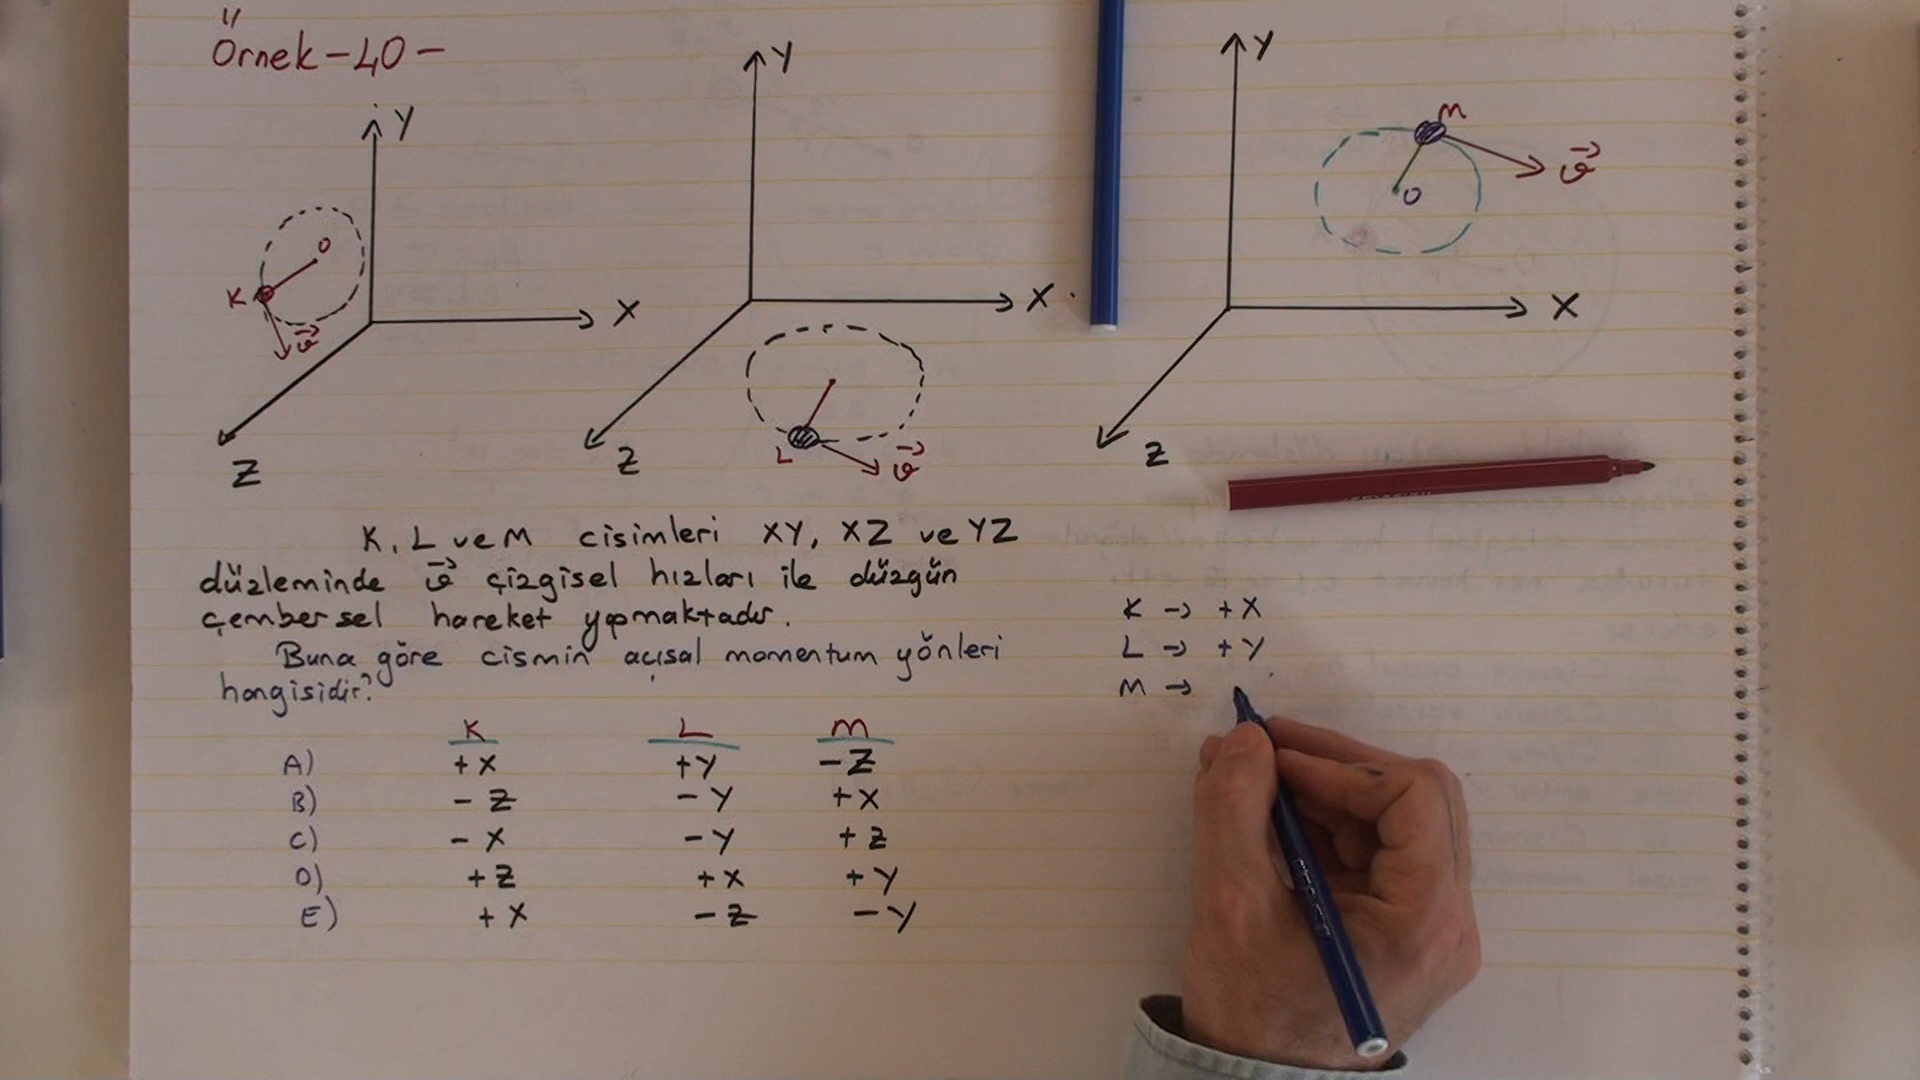 Örnek-40-
Y
X
Z
K
O
v
Y
X
Z
L
v
Y
X
Z
M
O
v
K, L ve M cisimleri XY, XZ ve YZ
düzleminde v çizgisel hızları ile düzgün
çembersel hareket yapmaktadır.
Buna göre cismin açısal momentum yönleri
hangisidir?
K L M
A) +X +Y -Z
B) -Z -Y +X
C) -X -Y +Z
D) +Z +X +Y
E) +X -Z -Y
K → +X
L → +Y
M →